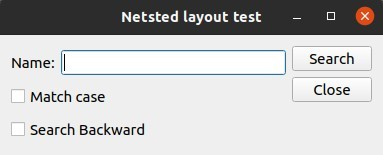 Netsted layout test
Name:
Search
Match case
Close
Search Backward